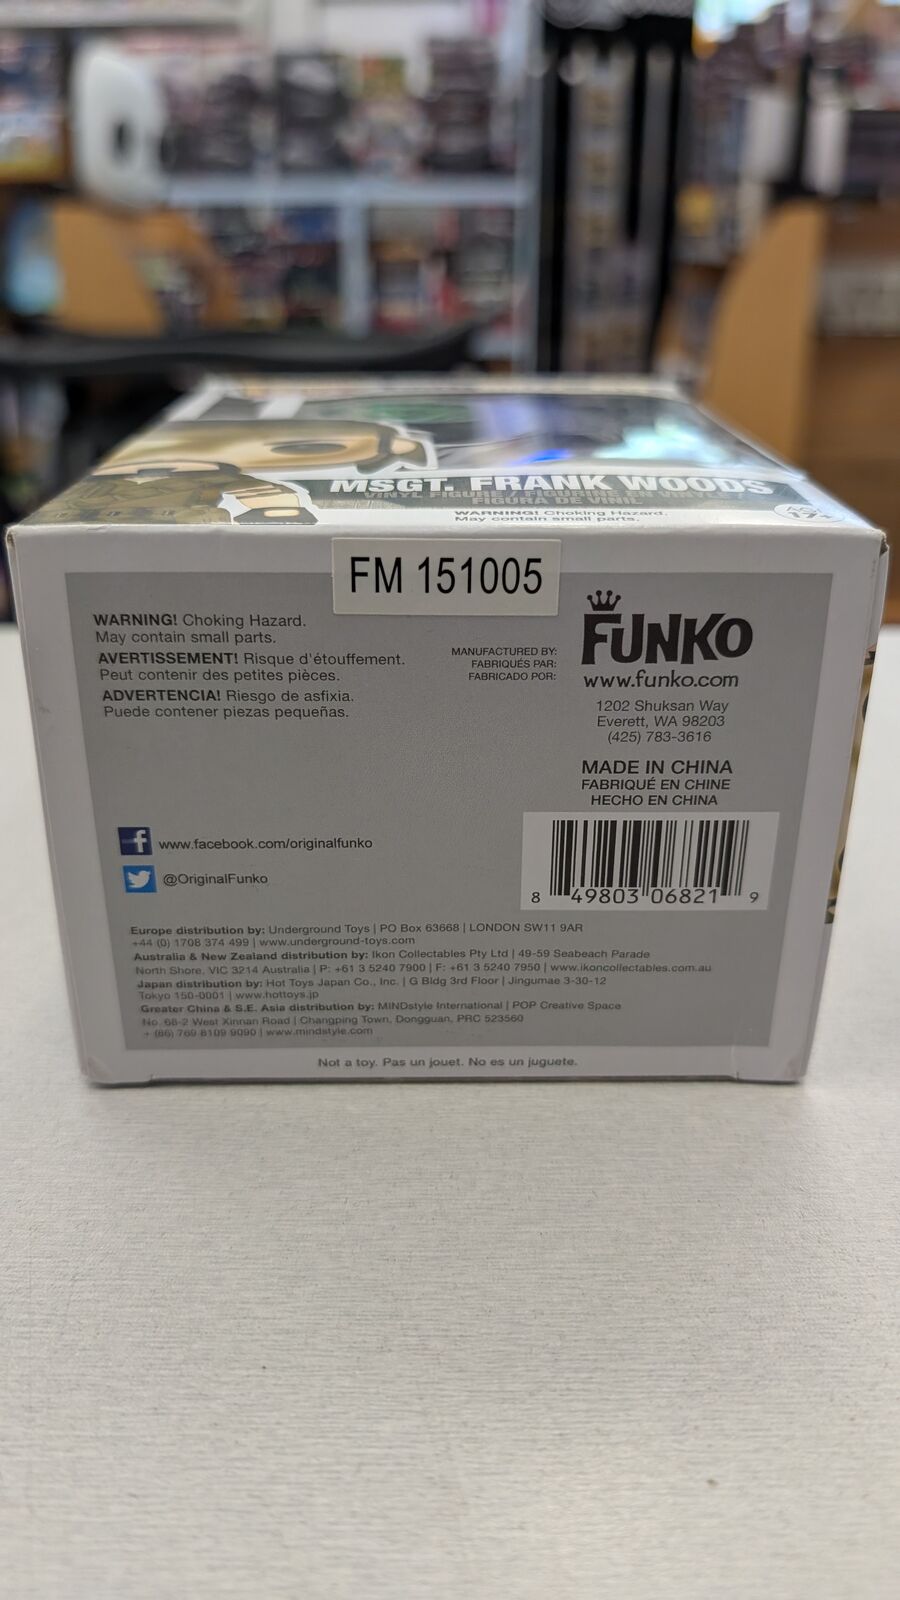 MSGT. FRANK WOODS
VINYL FIGURE / FIGURINE EN VINYLE /
FIGURA DE VINIL
WARNING! Choking Hazard.
May contain small parts.
17+
FM 151005
WARNING! Choking Hazard.
May contain small parts.
AVERTISSEMENT! Risque d'étouffement.
Peut contenir des petites pièces.
ADVERTENCIA! Riesgo de asfixia.
Puede contener piezas pequeñas.
MANUFACTURED BY:
FABRIQUÉS PAR:
FABRICADO POR:
FUNKO
www.funko.com
1202 Shuksan Way
Everett, WA 98203
(425) 783-3616
MADE IN CHINA
FABRIQUÉ EN CHINE
HECHO EN CHINA
8 49803 06821 9
f www.facebook.com/originalfunko
@OriginalFunko
Europe distribution by: Underground Toys | PO Box 63668 | LONDON SW11 9AR
+44 (0) 1708 374 499 | www.underground-toys.com
Australia & New Zealand distribution by: Ikon Collectables Pty Ltd | 49-59 Seabeach Parade
North Shore, VIC 3214 Australia | P: +61 3 5240 7900 | F: +61 3 5240 7950 | www.ikoncollectables.com.au
Japan distribution by: Hot Toys Japan Co., Inc. | G Bldg 3rd Floor | Jingumae 3-30-12
Tokyo 150-0001 | www.hottoys.jp
Greater China & S.E. Asia distribution by: MINDstyle International | POP Creative Space
No. 68-2 West Xinnan Road | Changping Town, Dongguan, PRC 523560
+ (86) 769 8109 9090 | www.mindstyle.com
Not a toy. Pas un jouet. No es un juguete.